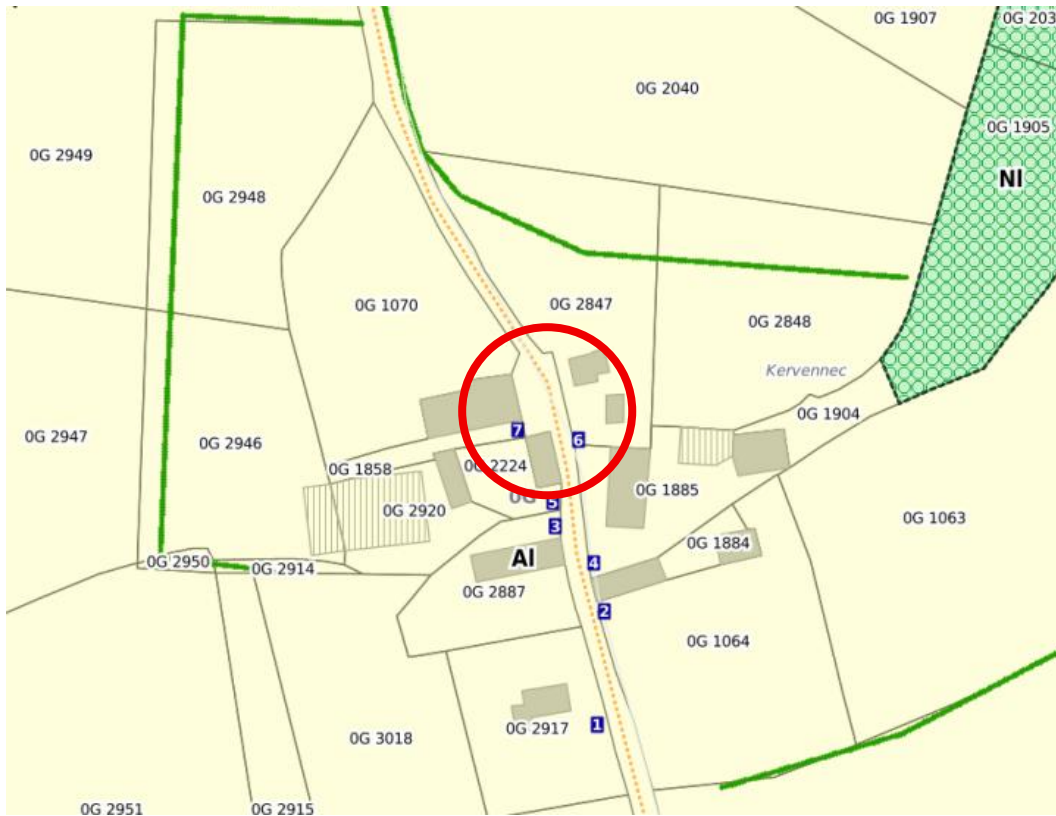 0G 1907
0G 203
0G 2040
0G 1905
0G 2949
Nl
0G 2948
0G 1070
0G 2847
0G 2848
Kervennec
0G 1904
7
6
0G 2947
0G 2946
0G 1858
0G 2224
0G 1885
0G
5
0G 2920
3
0G 1063
0G 1884
Al
4
0G 2950
0G 2914
0G 2887
2
0G 1064
1
0G 2917
0G 3018
0G 2951
0G 2915